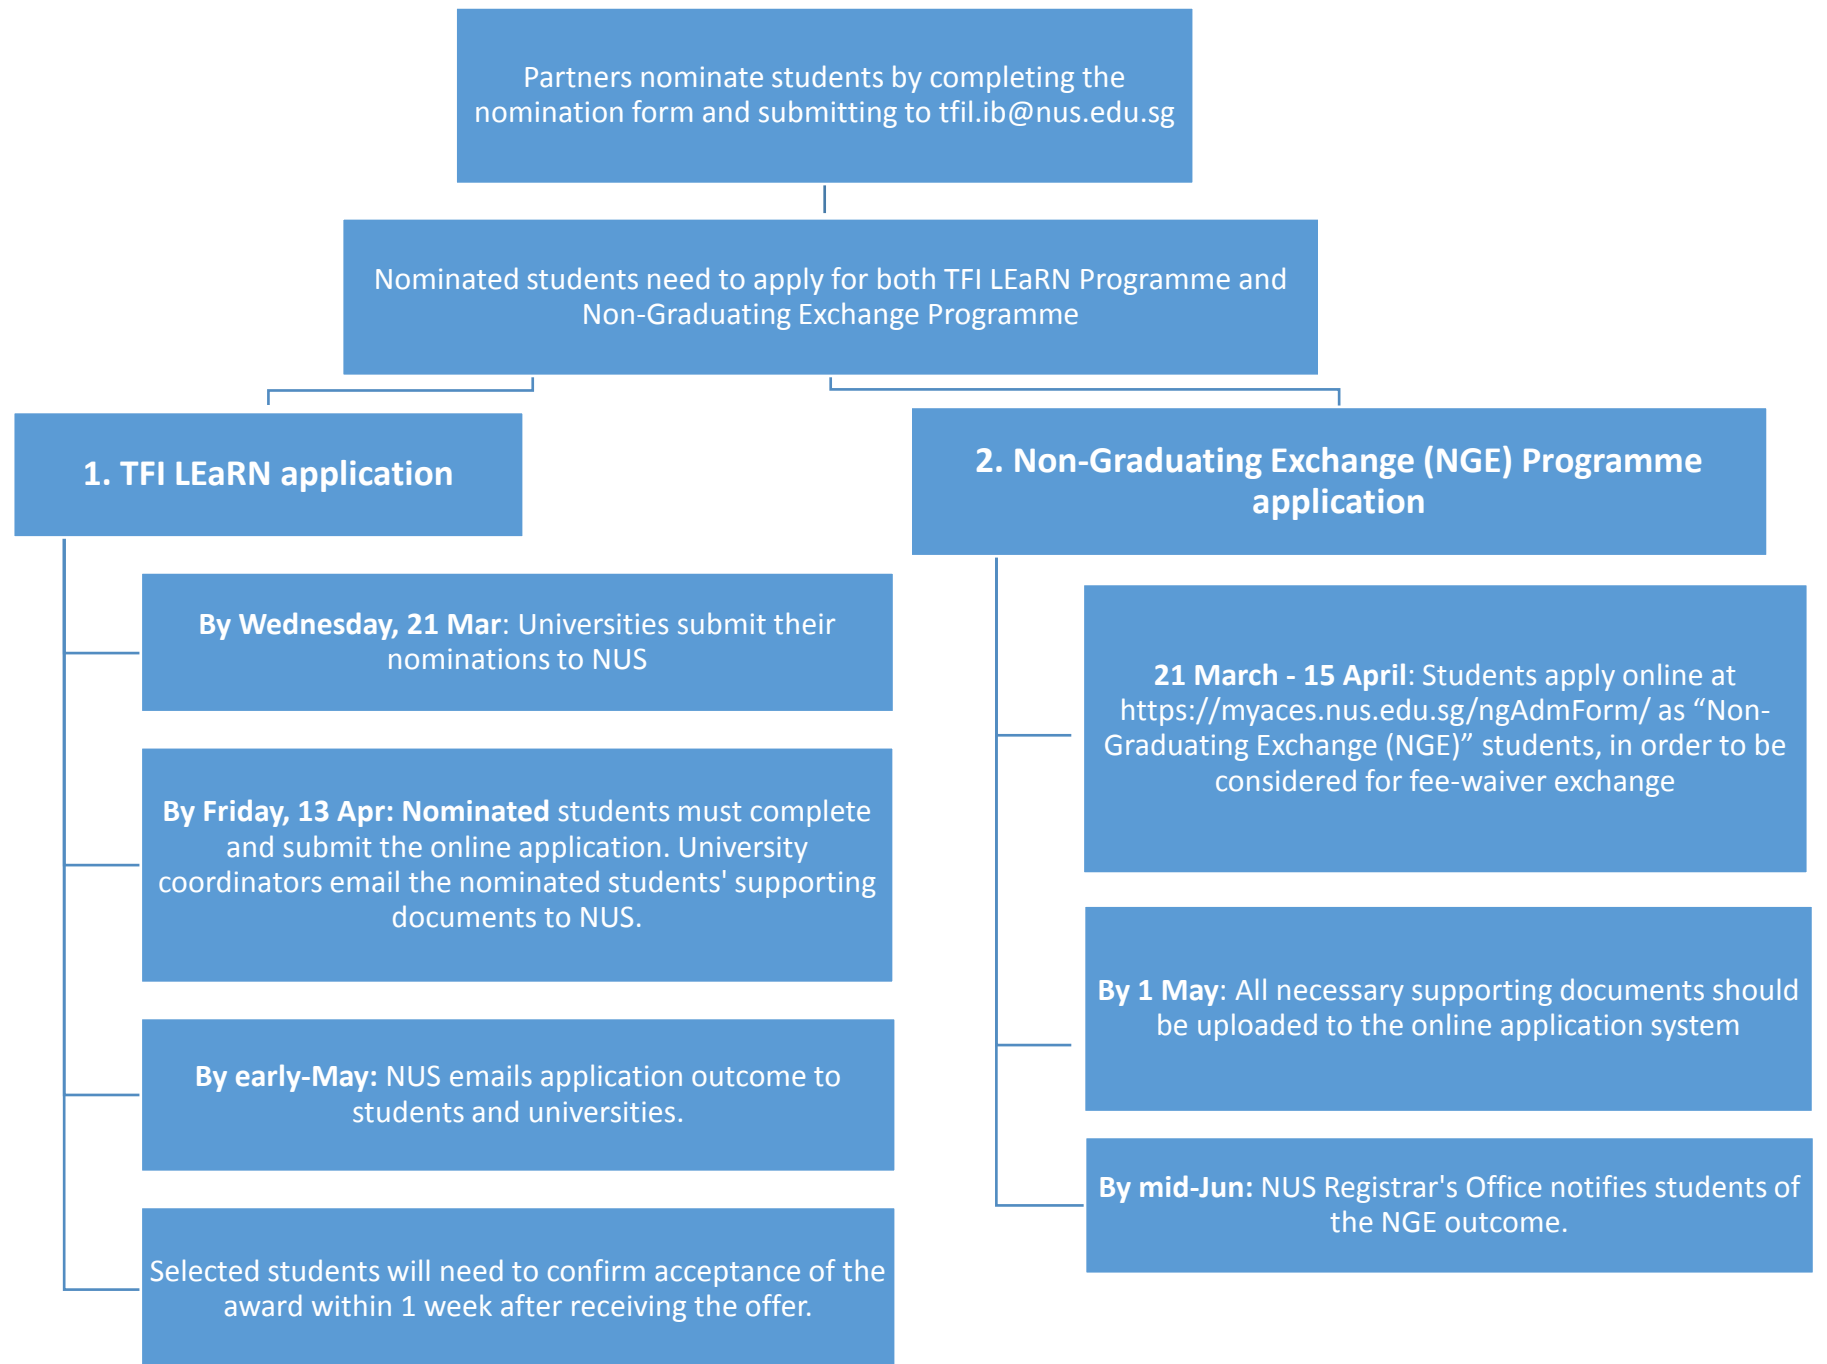 Partners nominate students by completing the
nomination form and submitting to tfil.ib@nus.edu.sg
Nominated students need to apply for both TFI LEaRN Programme and
Non-Graduating Exchange Programme
1. TFI LEaRN application
By Wednesday, 21 Mar: Universities submit their
nominations to NUS
By Friday, 13 Apr: Nominated students must complete
and submit the online application. University
coordinators email the nominated students' supporting
documents to NUS.
By early-May: NUS emails application outcome to
students and universities.
Selected students will need to confirm acceptance of the
award within 1 week after receiving the offer.
2. Non-Graduating Exchange (NGE) Programme
application
21 March - 15 April: Students apply online at
https://myaces.nus.edu.sg/ngAdmForm/ as “Non-
Graduating Exchange (NGE)” students, in order to be
considered for fee-waiver exchange
By 1 May: All necessary supporting documents should
be uploaded to the online application system
By mid-Jun: NUS Registrar's Office notifies students of
the NGE outcome.